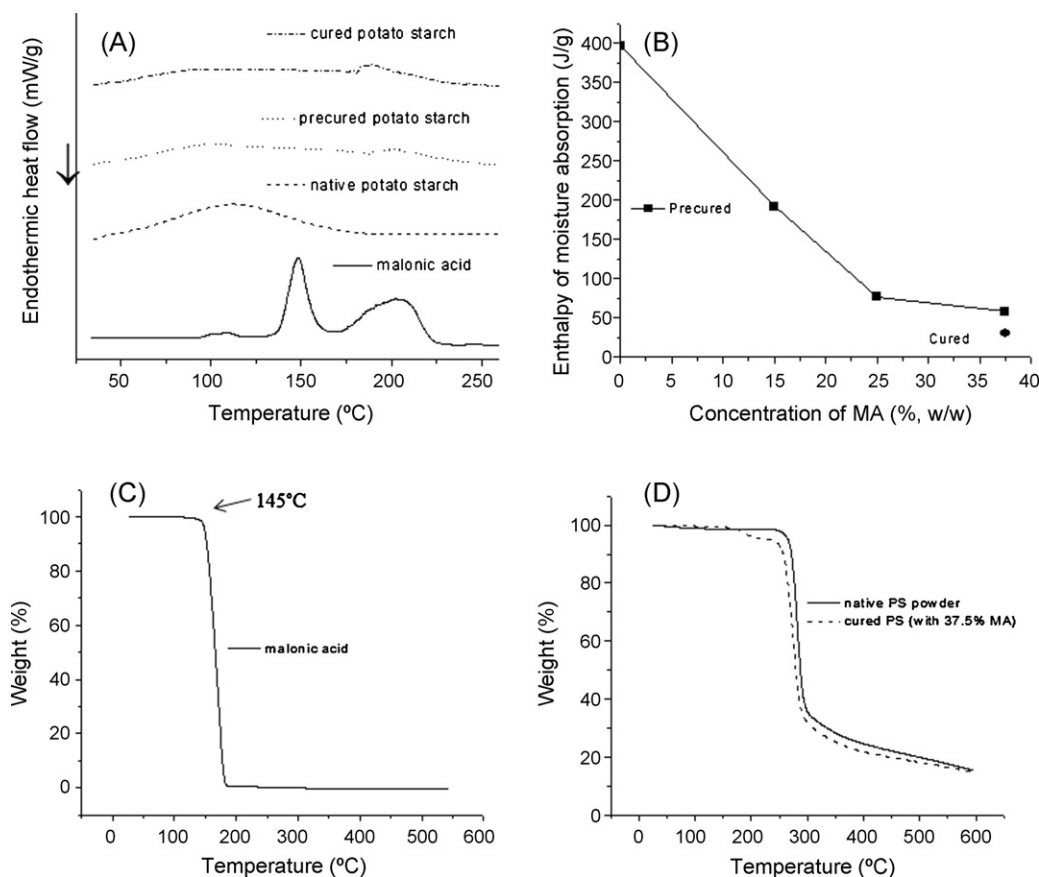 (A)
cured potato starch
precured potato starch
native potato starch
malonic acid
Endothermic heat flow (mW/g)
50 100 150 200 250
Temperature (ºC)
(B)
400
350
300
250
200
150
100
50
0
Precured
Cured
Enthalpy of moisture absorption (J/g)
0 5 10 15 20 25 30 35 40
Concentration of MA (%, w/w)
(C)
145°C
100
80
60
40
20
0
malonic acid
Weight (%)
0 100 200 300 400 500 600
Temperature (ºC)
(D)
100
80
60
40
20
0
native PS powder
cured PS (with 37.5% MA)
Weight (%)
0 100 200 300 400 500 600
Temperature (ºC)